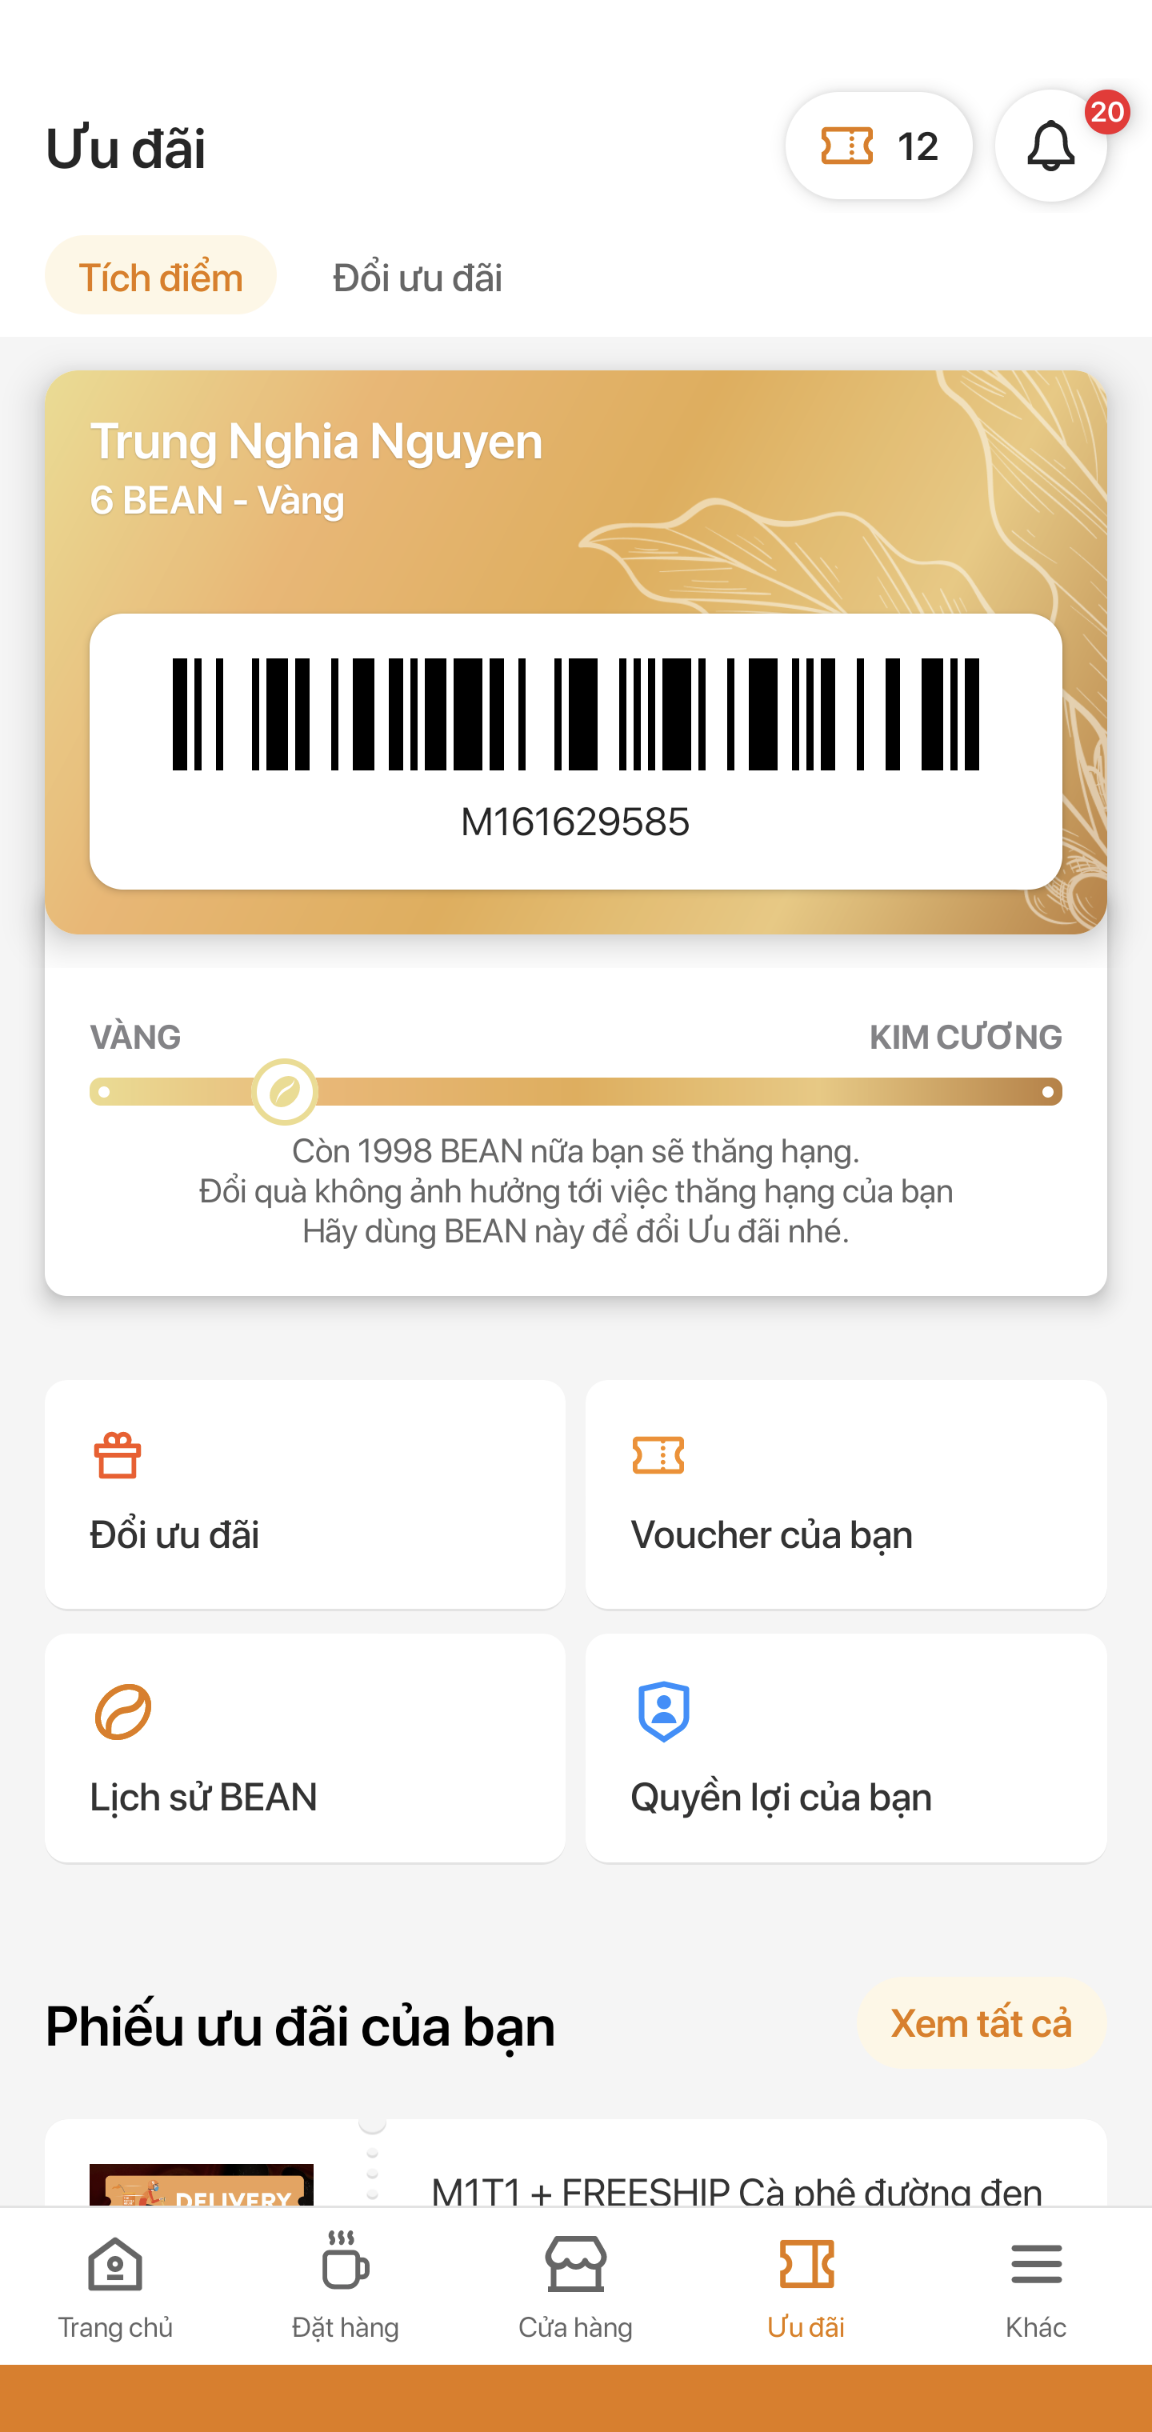 Ưu đãi
12
20
Tích điểm
Đổi ưu đãi
Trung Nghia Nguyen
6 BEAN - Vàng
M161629585
VÀNG
KIM CƯƠNG
Còn 1998 BEAN nữa bạn sẽ thăng hạng.
Đổi quà không ảnh hưởng tới việc thăng hạng của bạn
Hãy dùng BEAN này để đổi Ưu đãi nhé.
Đổi ưu đãi
Voucher của bạn
Lịch sử BEAN
Quyền lợi của bạn
Phiếu ưu đãi của bạn
Xem tất cả
DELIVERY
M1T1 + FREESHIP Cà phê đường đen
Trang chủ
Đặt hàng
Cửa hàng
Ưu đãi
Khác